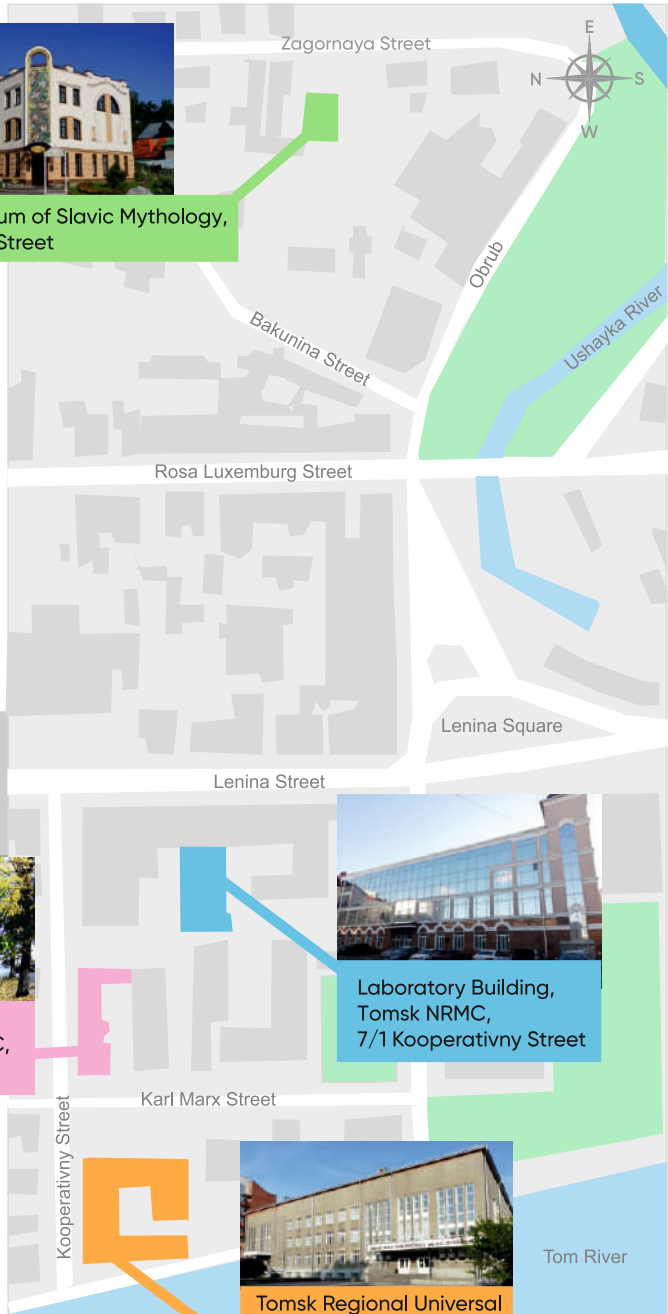 Zagornaya Street
E
N
S
W
um of Slavic Mythology,
Street
Obrub
Ushayka River
Bakunina Street
Rosa Luxemburg Street
Lenina Square
Lenina Street
Laboratory Building,
Tomsk NRMC,
7/1 Kooperativny Street
C,
Karl Marx Street
Kooperativny Street
Tom River
Tomsk Regional Universal